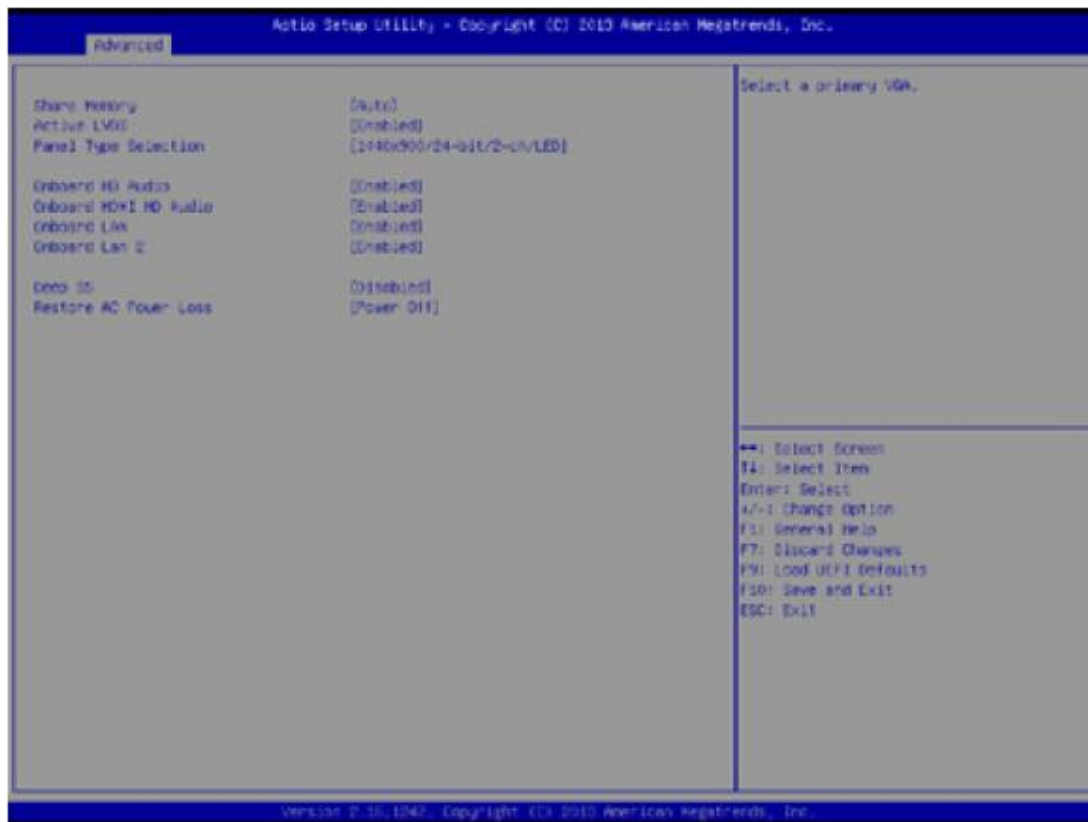 Aptio Setup Utility - Copyright (C) 2013 American Megatrends, Inc.
Advanced
Share Memory [Auto]
Active LVDS [Enabled]
Panel Type Selection [1440x900/24-bit/2-ch/LED]
Onboard HD Audio [Enabled]
Onboard HDMI HD Audio [Enabled]
Onboard LAN [Enabled]
Onboard Lan 2 [Enabled]
Deep S5 [Disabled]
Restore AC Power Loss [Power Off]
Select a primary VGA.
→←: Select Screen
↑↓: Select Item
Enter: Select
+/-: Change Option
F1: General Help
F7: Discard Changes
F9: Load UEFI Defaults
F10: Save and Exit
ESC: Exit
Version 2.16.1242. Copyright (C) 2013 American Megatrends, Inc.